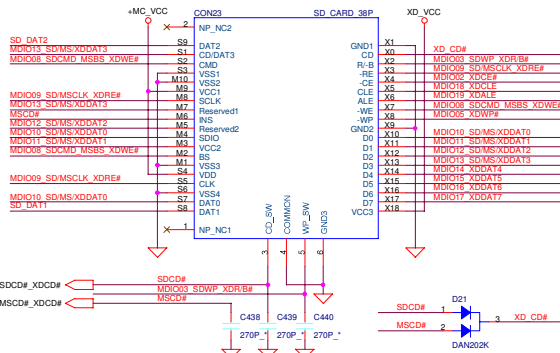 +MC_VCC
CON23
SD_CARD_38P
XD_VCC
2
NP_NC2
SD_DAT2
S9
DAT2
GND1
X1
MDIO13_SD/MS/XDDAT3
S1
CD/DAT3
CD
X0
XD_CD#
MDIO08_SDCMD_MSBS_XDWE#
S2
CMD
R/-B
X2
MDIO03_SDWP_XDR/B#
S3
VSS1
-RE
X3
MDIO09_SD/MSCLK_XDRE#
M10
VSS2
-CE
X4
MDIO02_XDCE#
M9
VCC1
CLE
X5
MDIO18_XDCLE
MDIO09_SD/MSCLK_XDRE#
M8
SCLK
ALE
X6
MDIO19_XDALE
MDIO13_SD/MS/XDDAT3
M7
Reserved1
-WE
X7
MDIO08_SDCMD_MSBS_XDWE#
MSCD#
M6
INS
-WP
X8
MDIO05_XDWP#
MDIO12_SD/MS/XDDAT2
M5
Reserved2
GND2
X9
MDIO10_SD/MS/XDDAT0
M4
SDIO
D0
X10
MDIO10_SD/MS/XDDAT0
MDIO11_SD/MS/XDDAT1
M3
VCC2
D1
X11
MDIO11_SD/MS/XDDAT1
MDIO08_SDCMD_MSBS_XDWE#
M2
BS
D2
X12
MDIO12_SD/MS/XDDAT2
M1
VSS3
D3
X13
MDIO13_SD/MS/XDDAT3
S4
VDD
D4
X14
MDIO14_XDDAT4
MDIO09_SD/MSCLK_XDRE#
S5
CLK
D5
X15
MDIO15_XDDAT5
S6
VSS4
D6
X16
MDIO16_XDDAT6
MDIO10_SD/MS/XDDAT0
S7
DAT0
D7
X17
MDIO17_XDDAT7
SD_DAT1
S8
DAT1
VCC3
X18
1
NP_NC1
CD_SW
COMMON
WP_SW
GND3
3
4
5
6
SDCD#_XDCD#
SDCD#
MDIO03_SDWP_XDR/B#
MSCD#_XDCD#
MSCD#
C438
C439
C440
270P_*
270P_*
270P_*
D21
SDCD#
1
3
XD_CD#
MSCD#
2
DAN202K